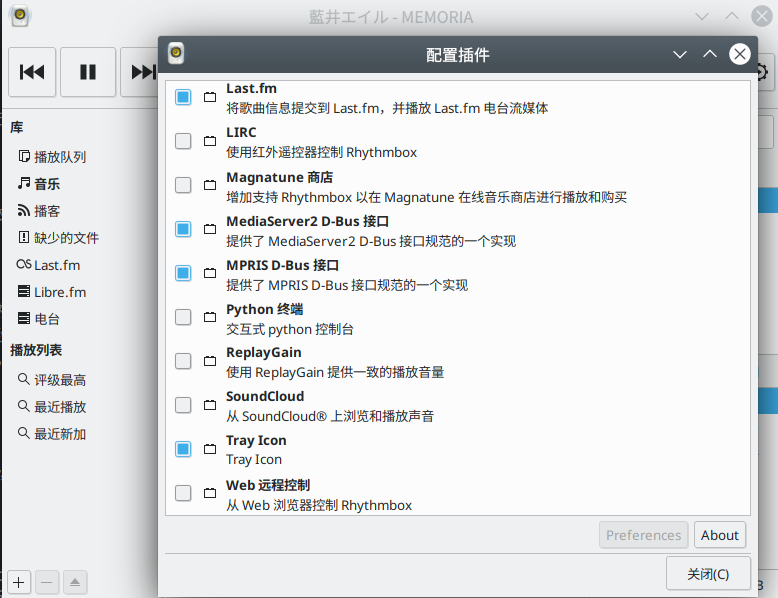 藍井エイル - MEMORIA
配置插件
库
播放队列
音乐
播客
缺少的文件
Last.fm
Libre.fm
电台
播放列表
评级最高
最近播放
最近新加
Last.fm
将歌曲信息提交到 Last.fm，并播放 Last.fm 电台流媒体
LIRC
使用红外遥控器控制 Rhythmbox
Magnatune 商店
增加支持 Rhythmbox 以在 Magnatune 在线音乐商店进行播放和购买
MediaServer2 D-Bus 接口
提供了 MediaServer2 D-Bus 接口规范的一个实现
MPRIS D-Bus 接口
提供了 MPRIS D-Bus 接口规范的一个实现
Python 终端
交互式 python 控制台
ReplayGain
使用 ReplayGain 提供一致的播放音量
SoundCloud
从 SoundCloud® 上浏览和播放声音
Tray Icon
Tray Icon
Web 远程控制
从 Web 浏览器控制 Rhythmbox
Preferences
About
关闭(C)